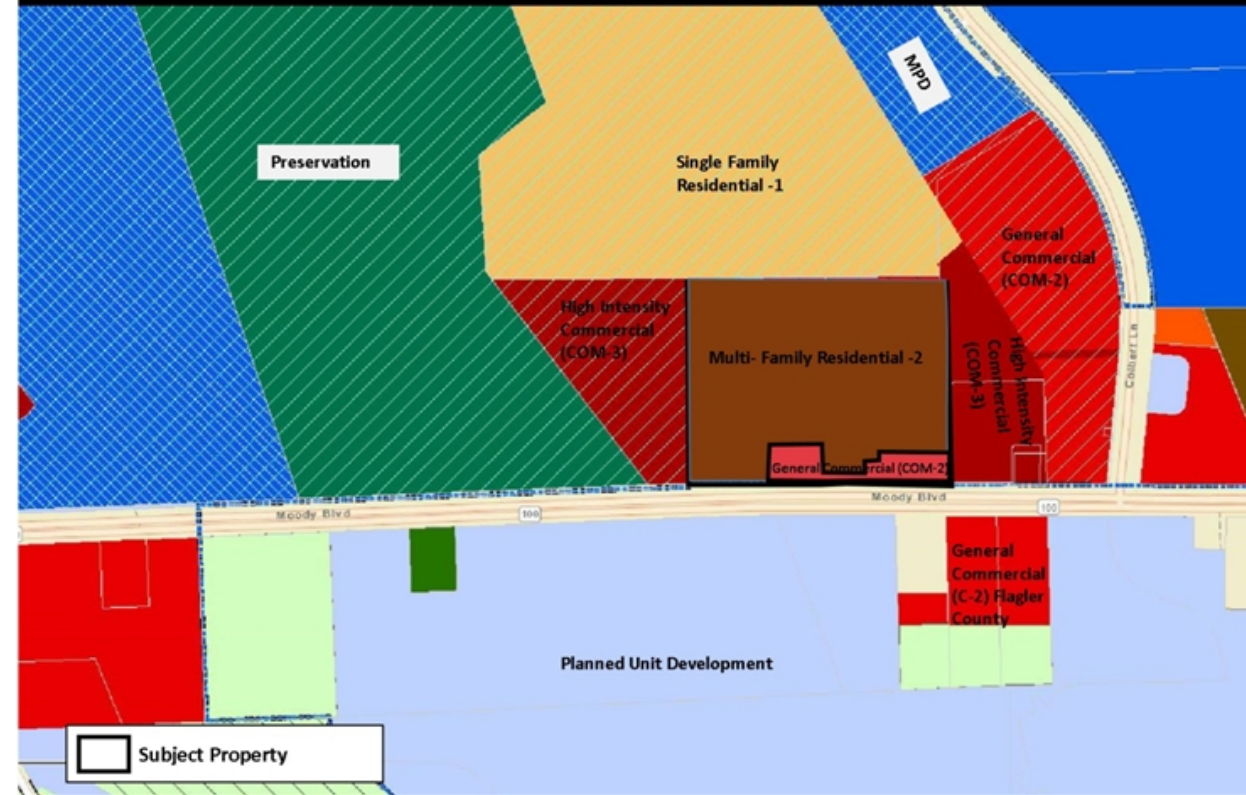 MPD
Preservation
Single Family
Residential -1
General
Commercial
(COM-2)
High Intensity
Commercial
(COM-3)
Multi- Family Residential -2
High Intensity
Commercial
(COM-3)
Colbert Ln
General Commercial (COM-2)
Moody Blvd
100
Moody Blvd
100
General
Commercial
(C-2) Flagler
County
Planned Unit Development
Subject Property